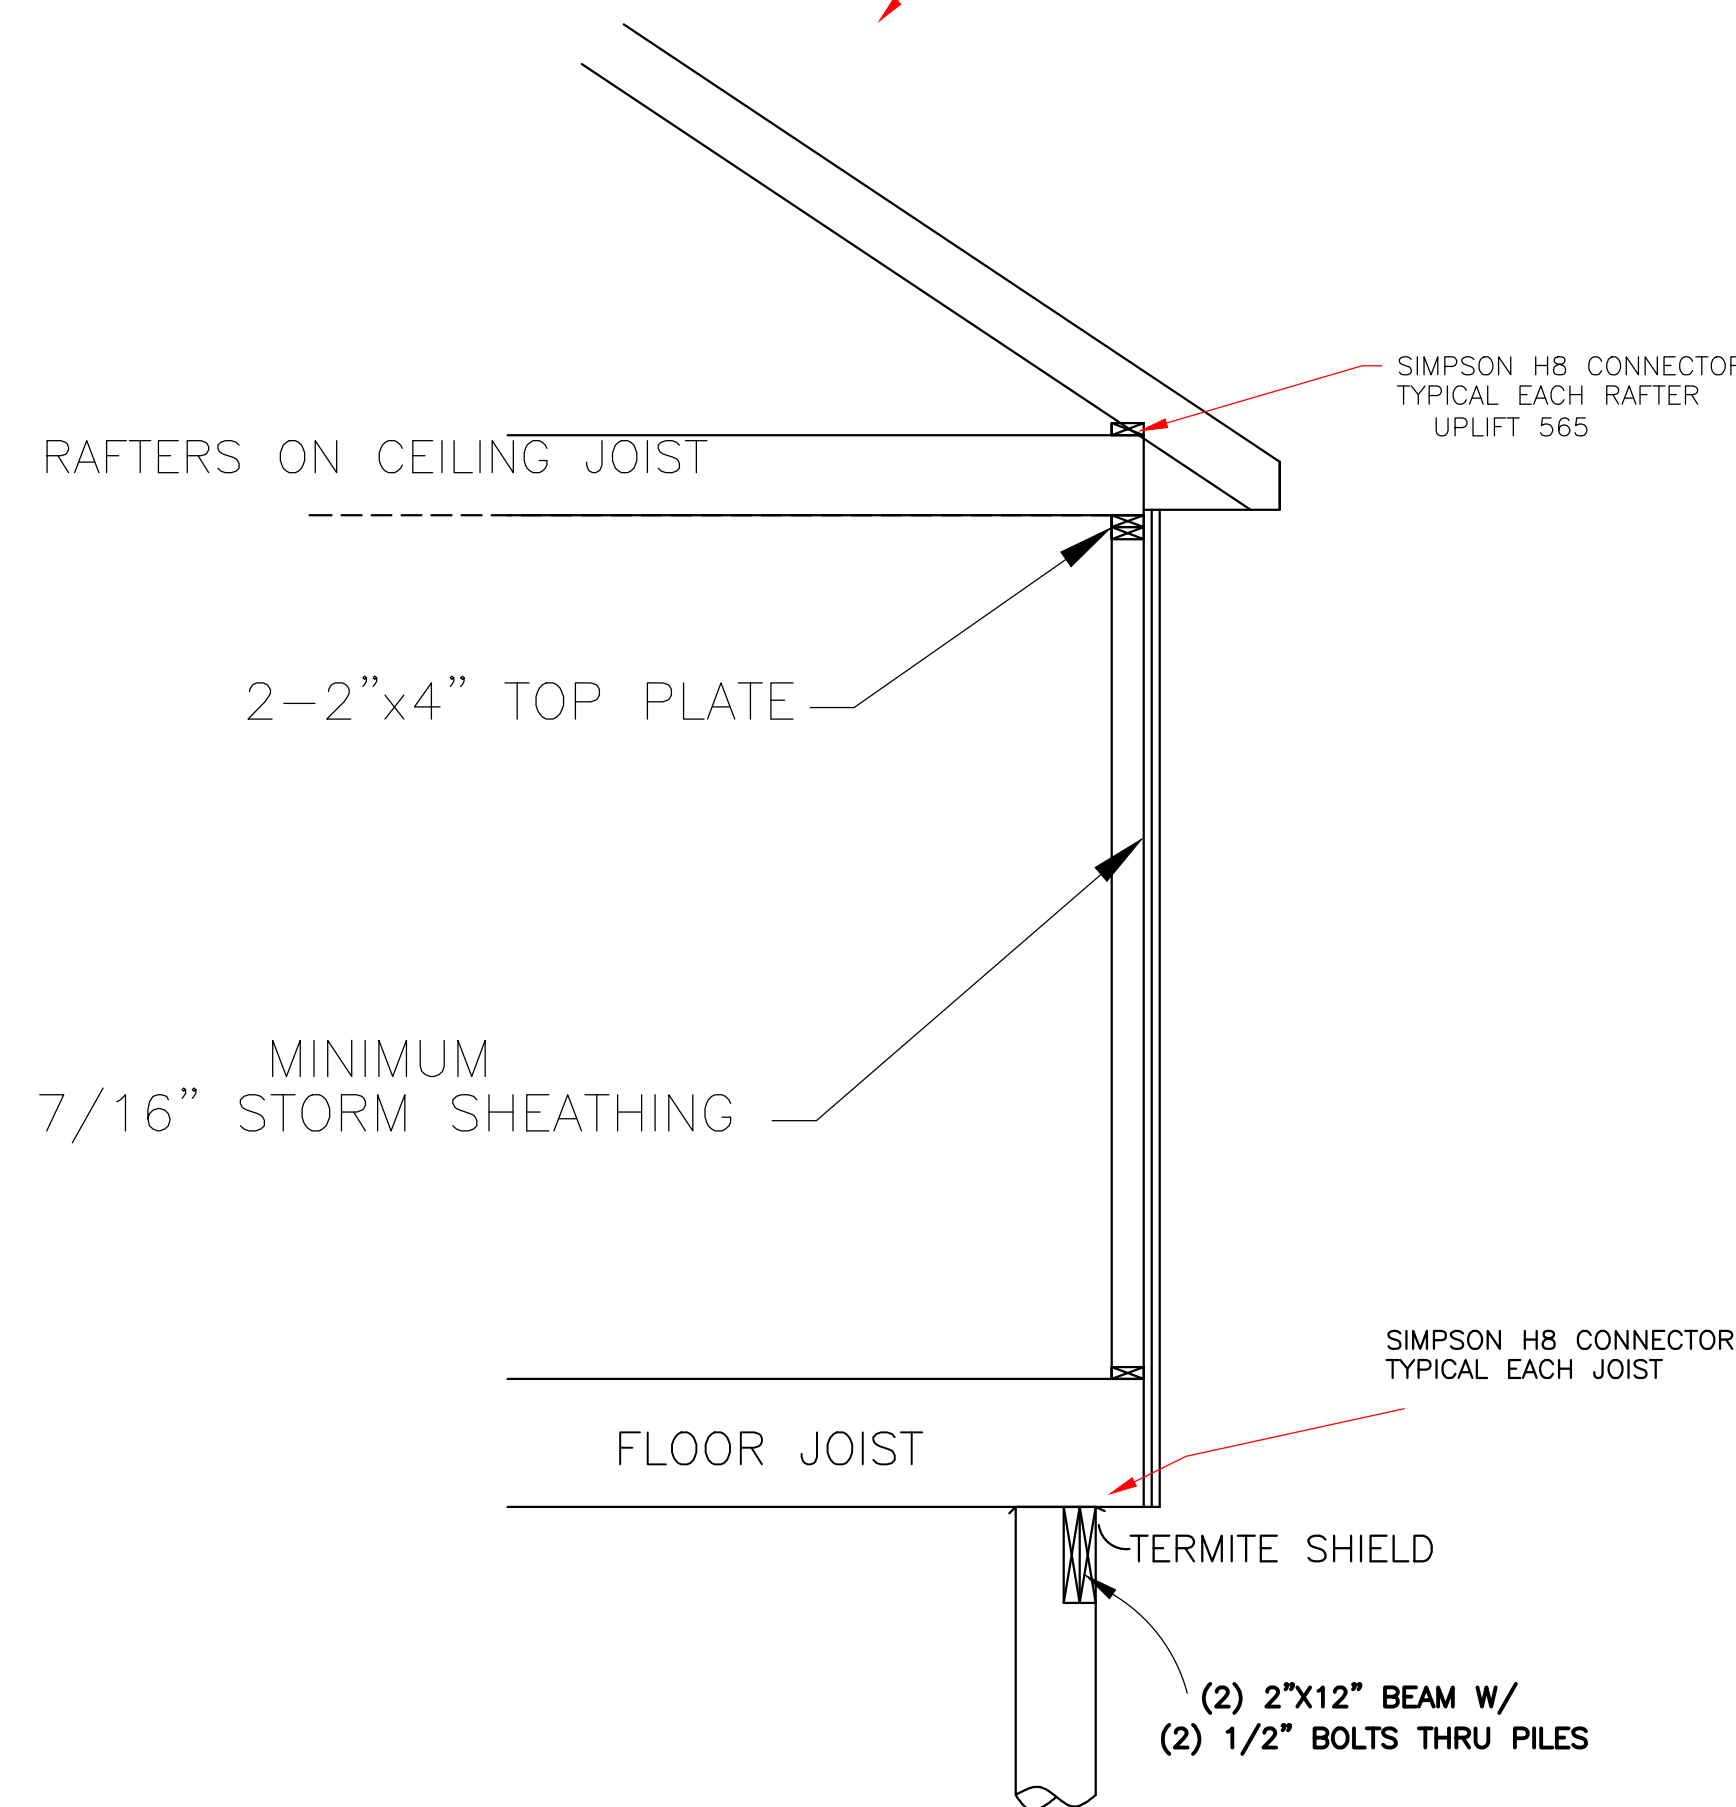 SIMPSON H8 CONNECTOR
TYPICAL EACH RAFTER
UPLIFT 565
RAFTERS ON CEILING JOIST
2-2"x4" TOP PLATE
MINIMUM
7/16" STORM SHEATHING
SIMPSON H8 CONNECTOR
TYPICAL EACH JOIST
FLOOR JOIST
TERMITE SHIELD
(2) 2"X12" BEAM W/
(2) 1/2" BOLTS THRU PILES